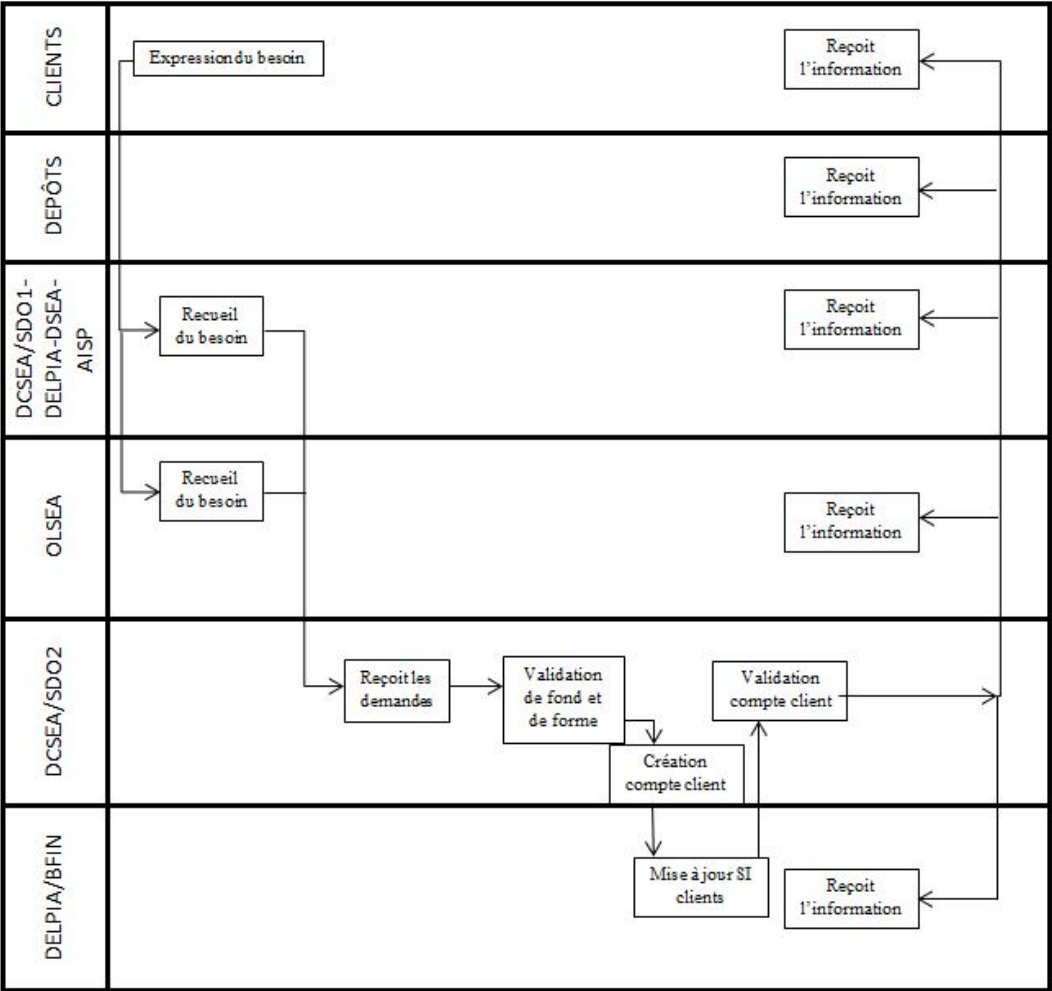 CLIENTS
Expression du besoin
Reçoit
l'information
DEPÔTS
Reçoit
l'information
DCSEA/SDO1-
DELPIA-DSEA-
AISP
Recueil
du besoin
Reçoit
l'information
OLSEA
Recueil
du besoin
Reçoit
l'information
DCSEA/SDO2
Reçoit les
demandes
Validation
de fond et
de forme
Création
compte client
Validation
compte client
DELPIA/BFIN
Mise à jour SI
clients
Reçoit
l'information